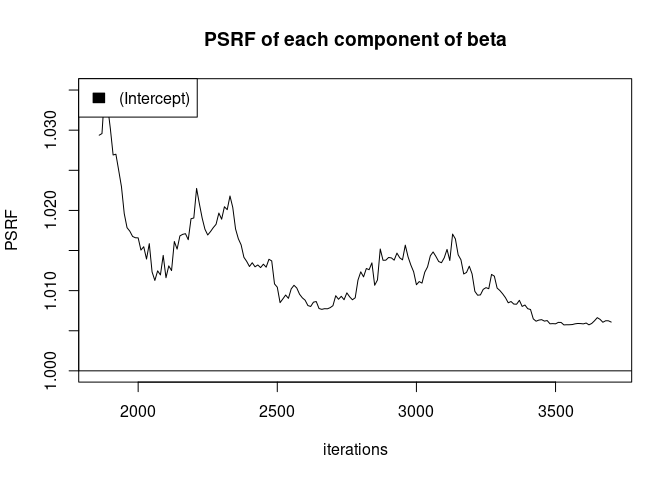 PSRF of each component of beta
(Intercept)
PSRF
1.030
1.020
1.010
1.000
2000 2500 3000 3500
iterations